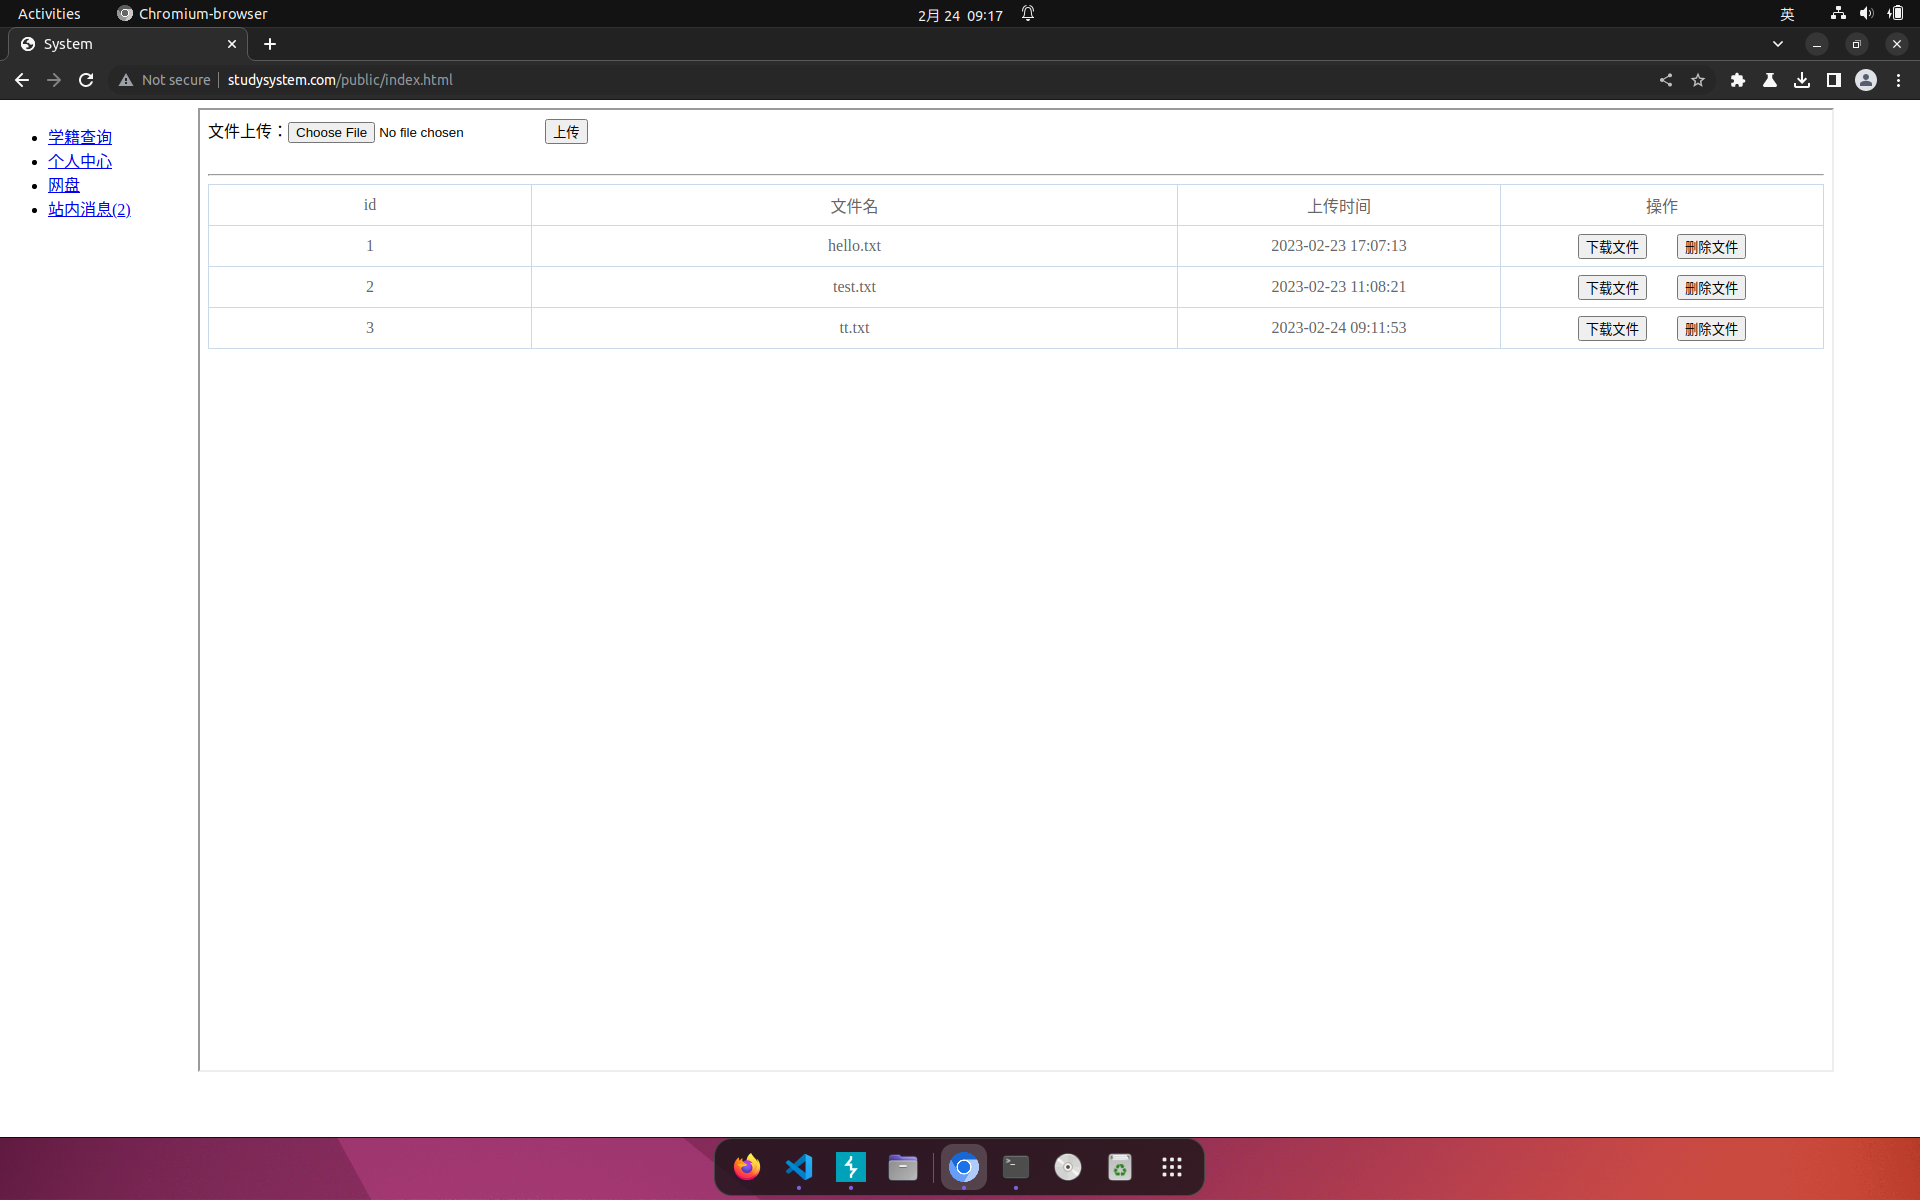 Activities Chromium-browser 2月 24 09:17 英
System
Not secure studysystem.com/public/index.html
学籍查询
个人中心
网盘
站内消息(2)
文件上传：Choose File No file chosen 上传
id 文件名 上传时间 操作
1 hello.txt 2023-02-23 17:07:13 下载文件 删除文件
2 test.txt 2023-02-23 11:08:21 下载文件 删除文件
3 tt.txt 2023-02-24 09:11:53 下载文件 删除文件